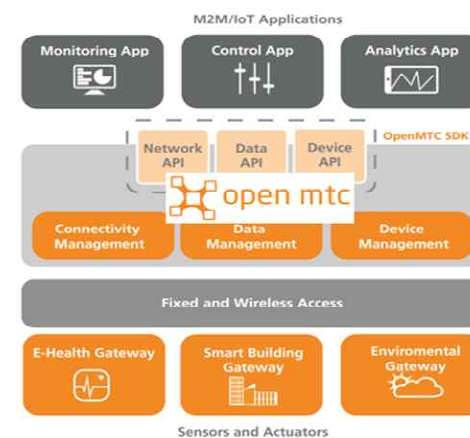 M2M/IoT Applications
Monitoring App
Control App
Analytics App
OpenMTC SDK
Network
API
Data
API
Device
API
open mtc
Connectivity
Management
Data
Management
Device
Management
Fixed and Wireless Access
E-Health Gateway
Smart Building
Gateway
Enviromental
Gateway
Sensors and Actuators